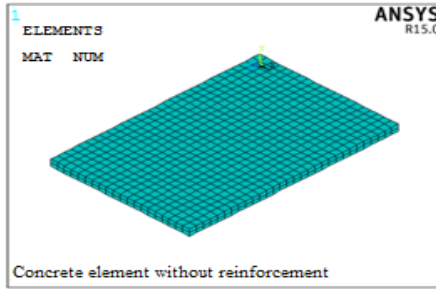 1
ELEMENTS
MAT NUM
ANSYS
R15.0
Concrete element without reinforcement